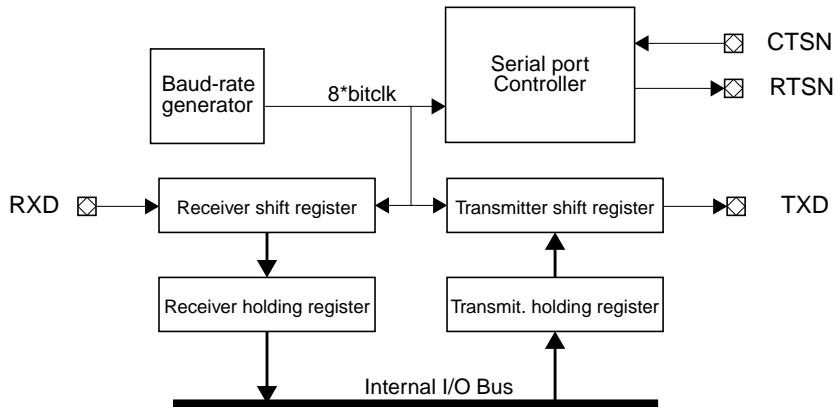 CTSN
Serial port
Controller
Baud-rate
generator
8*bitclk
RTSN
RXD
Receiver shift register
Transmitter shift register
TXD
Receiver holding register
Transmit. holding register
Internal I/O Bus